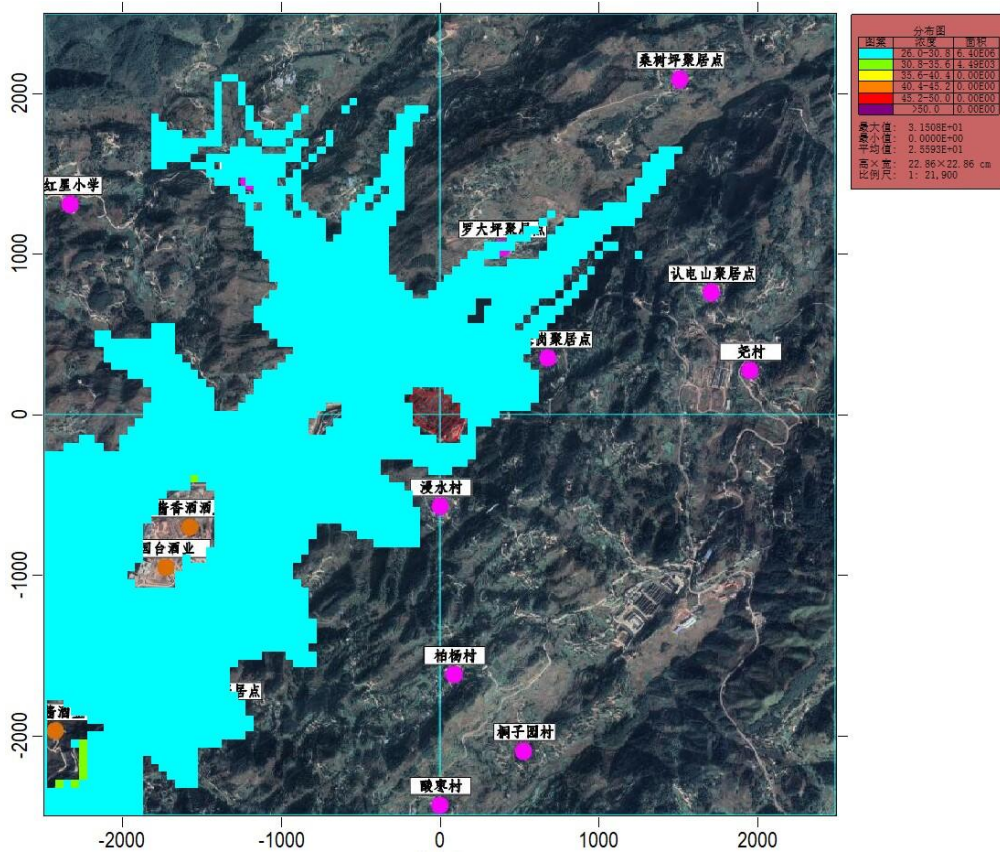 分布图
图案 浓度 面积
26.0-30.8 6.40E06
30.8-35.6 4.49E03
35.6-40.4 0.00E00
40.4-45.2 0.00E00
45.2-50.0 0.00E00
>50.0 0.00E00
最大值: 3.1508E+01
最小值: 0.0000E+00
平均值: 2.5593E+01
高×宽: 22.86×22.86 cm
比例尺: 1: 21,900
2000
1000
0
-1000
-2000
桑树坪聚居点
红星小学
罗大坪聚居点
认电山聚居点
岗聚居点
尧村
漫水村
酱香酒酒
国台酒业
柏杨村
居点
酱酒
桐子园村
酸枣村
-2000 -1000 0 1000 2000